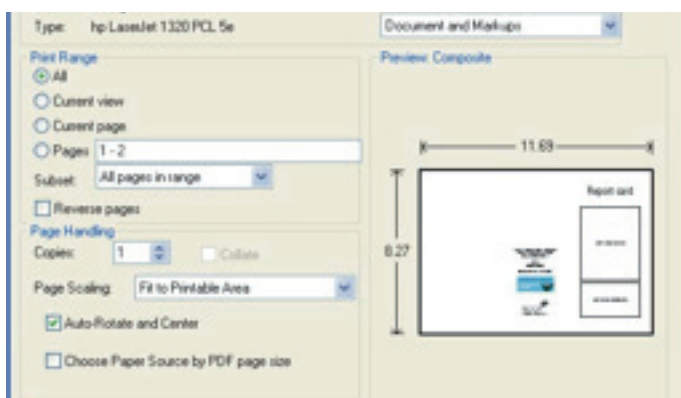 Type: hp LaserJet 1320 PCL 5e
Document and Markups
Print Range
All
Current view
Current page
Pages 1 - 2
Subset: All pages in range
Reverse pages
Page Handling
Copies: 1
Collate
Page Scaling: Fit to Printable Area
Auto-Rotate and Center
Choose Paper Source by PDF page size
Preview: Composite
11.69
8.27
Report card